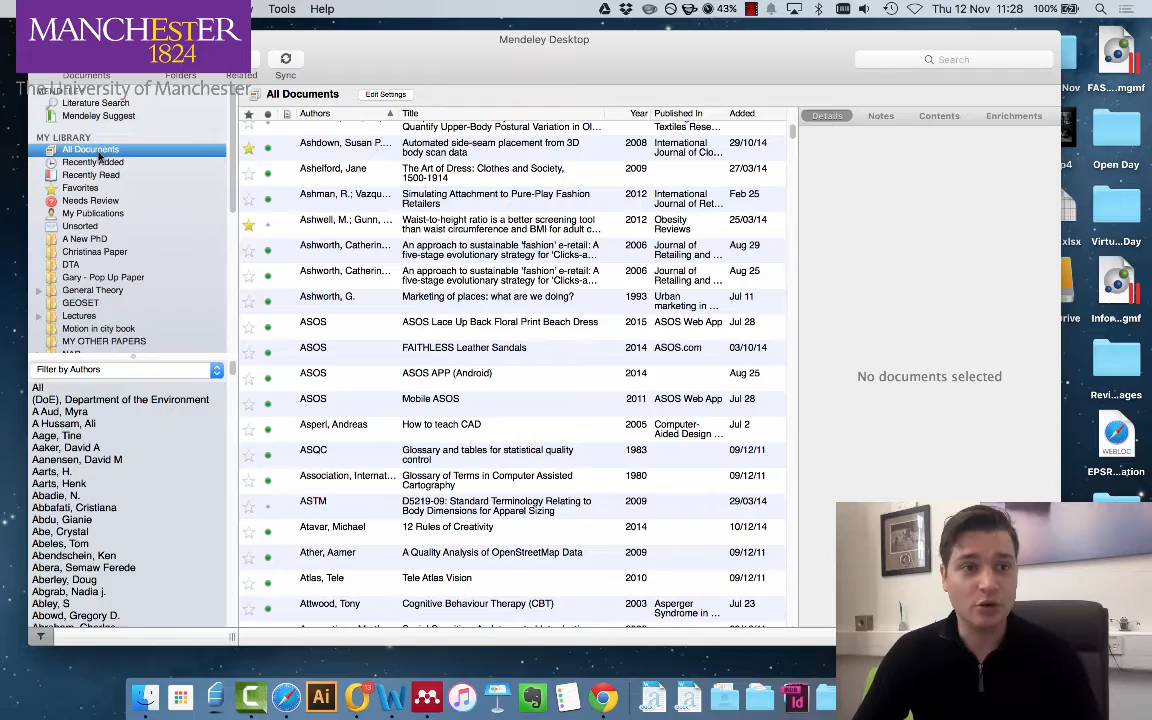 MANCHESTER
1824
The University of Manchester
Tools
Help
43%
100%
Thu 12 Nov 11:28
Mendeley Desktop
Documents
Folders
Related
Sync
Search
MENDELEY
Literature Search
Mendeley Suggest
MY LIBRARY
All Documents
Recently Added
Recently Read
Favorites
Needs Review
My Publications
Unsorted
A New PhD
Christinas Paper
DTA
Gary - Pop Up Paper
General Theory
GEOSET
Lectures
Motion in city book
MY OTHER PAPERS
Filter by Authors
All
(DoE), Department of the Environment
A Aud, Myra
A Hussam, Ali
Aage, Tine
Aaker, David A
Aanensen, David M
Aarts, H.
Aarts, Henk
Abadie, N.
Abbafati, Cristiana
Abdu, Gianie
Abe, Crystal
Abeles, Tom
Abendschein, Ken
Abera, Semaw Ferede
Aberley, Doug
Abgrab, Nadia j.
Abley, S
Abowd, Gregory D.
All Documents
Edit Settings
Authors Title Year Published In Added
Quantify Upper-Body Postural Variation in Ol... Textiles Rese...
Ashdown, Susan P.... Automated side-seam placement from 3D 2008 International 29/10/14
body scan data Journal of Clo...
Ashelford, Jane The Art of Dress: Clothes and Society, 2009 27/03/14
1500-1914
Ashman, R.; Vazqu... Simulating Attachment to Pure-Play Fashion 2012 International Feb 25
Retailers Journal of Ret...
Ashwell, M.; Gunn, ... Waist-to-height ratio is a better screening tool 2012 Obesity 25/03/14
than waist circumference and BMI for adult c... Reviews
Ashworth, Catherin... An approach to sustainable 'fashion' e-retail: A 2006 Journal of Aug 29
five-stage evolutionary strategy for 'Clicks-a... Retailing and ...
Ashworth, Catherin... An approach to sustainable 'fashion' e-retail: A 2006 Journal of Aug 25
five-stage evolutionary strategy for 'Clicks-a... Retailing and ...
Ashworth, G. Marketing of places: what are we doing? 1993 Urban Jul 11
marketing in ...
ASOS ASOS Lace Up Back Floral Print Beach Dress 2015 ASOS Web App Jul 28
ASOS FAITHLESS Leather Sandals 2014 ASOS.com 03/10/14
ASOS ASOS APP (Android) 2014 Aug 25
ASOS Mobile ASOS 2011 ASOS Web App Jul 28
Asperl, Andreas How to teach CAD 2005 Computer- Jul 2
Aided Design ...
ASQC Glossary and tables for statistical quality 1983 09/12/11
control
Association, Internat... Glossary of Terms in Computer Assisted 1980 09/12/11
Cartography
ASTM D5219-09: Standard Terminology Relating to 2009 29/03/14
Body Dimensions for Apparel Sizing
Atavar, Michael 12 Rules of Creativity 2014 10/12/14
Ather, Aamer A Quality Analysis of OpenStreetMap Data 2009 09/12/11
Atlas, Tele Tele Atlas Vision 2010 09/12/11
Attwood, Tony Cognitive Behaviour Therapy (CBT) 2003 Asperger Jul 23
Syndrome in ...
Details
Notes
Contents
Enrichments
No documents selected
Nov
FAS...mgmf
p4
Open Day
.xlsx
Virtu...Day
Drive
Infor...gmf
Revi...ages
WEBLOC
EPSR...ation
13
Ai